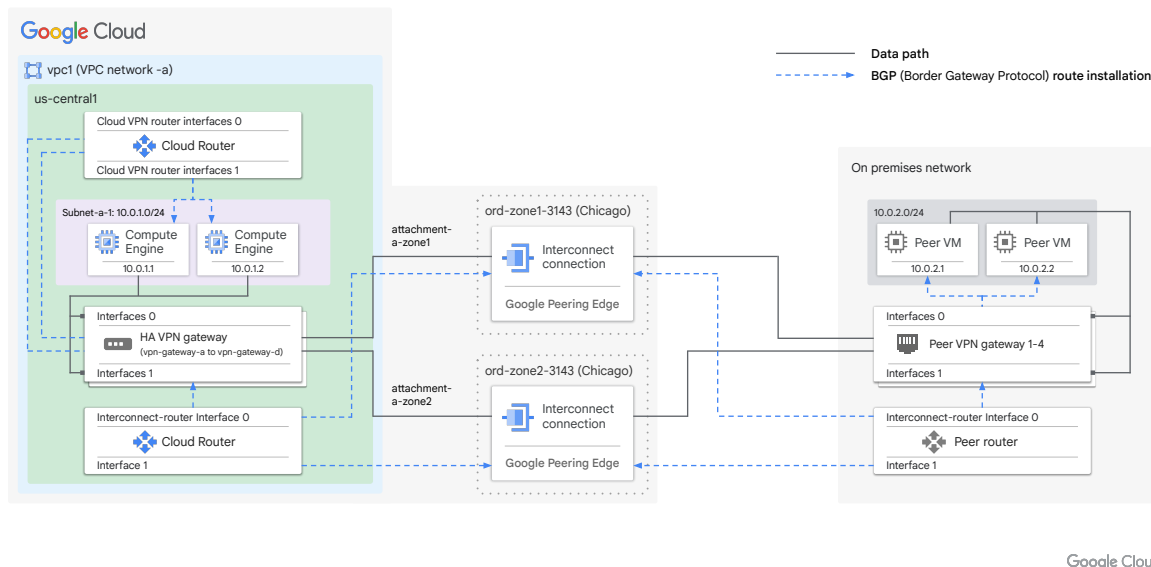 Google Cloud
vpc1 (VPC network -a)
us-central1
Cloud VPN router interfaces 0
Cloud Router
Cloud VPN router interfaces 1
Subnet-a-1: 10.0.1.0/24
Compute
Engine
10.0.1.1
Compute
Engine
10.0.1.2
Interfaces 0
HA VPN gateway
(vpn-gateway-a to vpn-gateway-d)
Interfaces 1
Interconnect-router Interface 0
Cloud Router
Interface 1
attachment-
a-zone1
attachment-
a-zone2
ord-zone1-3143 (Chicago)
Interconnect
connection
Google Peering Edge
ord-zone2-3143 (Chicago)
Interconnect
connection
Google Peering Edge
Data path
BGP (Border Gateway Protocol) route installation
On premises network
10.0.2.0/24
Peer VM
10.0.2.1
Peer VM
10.0.2.2
Interfaces 0
Peer VPN gateway 1-4
Interfaces 1
Interconnect-router Interface 0
Peer router
Interface 1
Google Clou